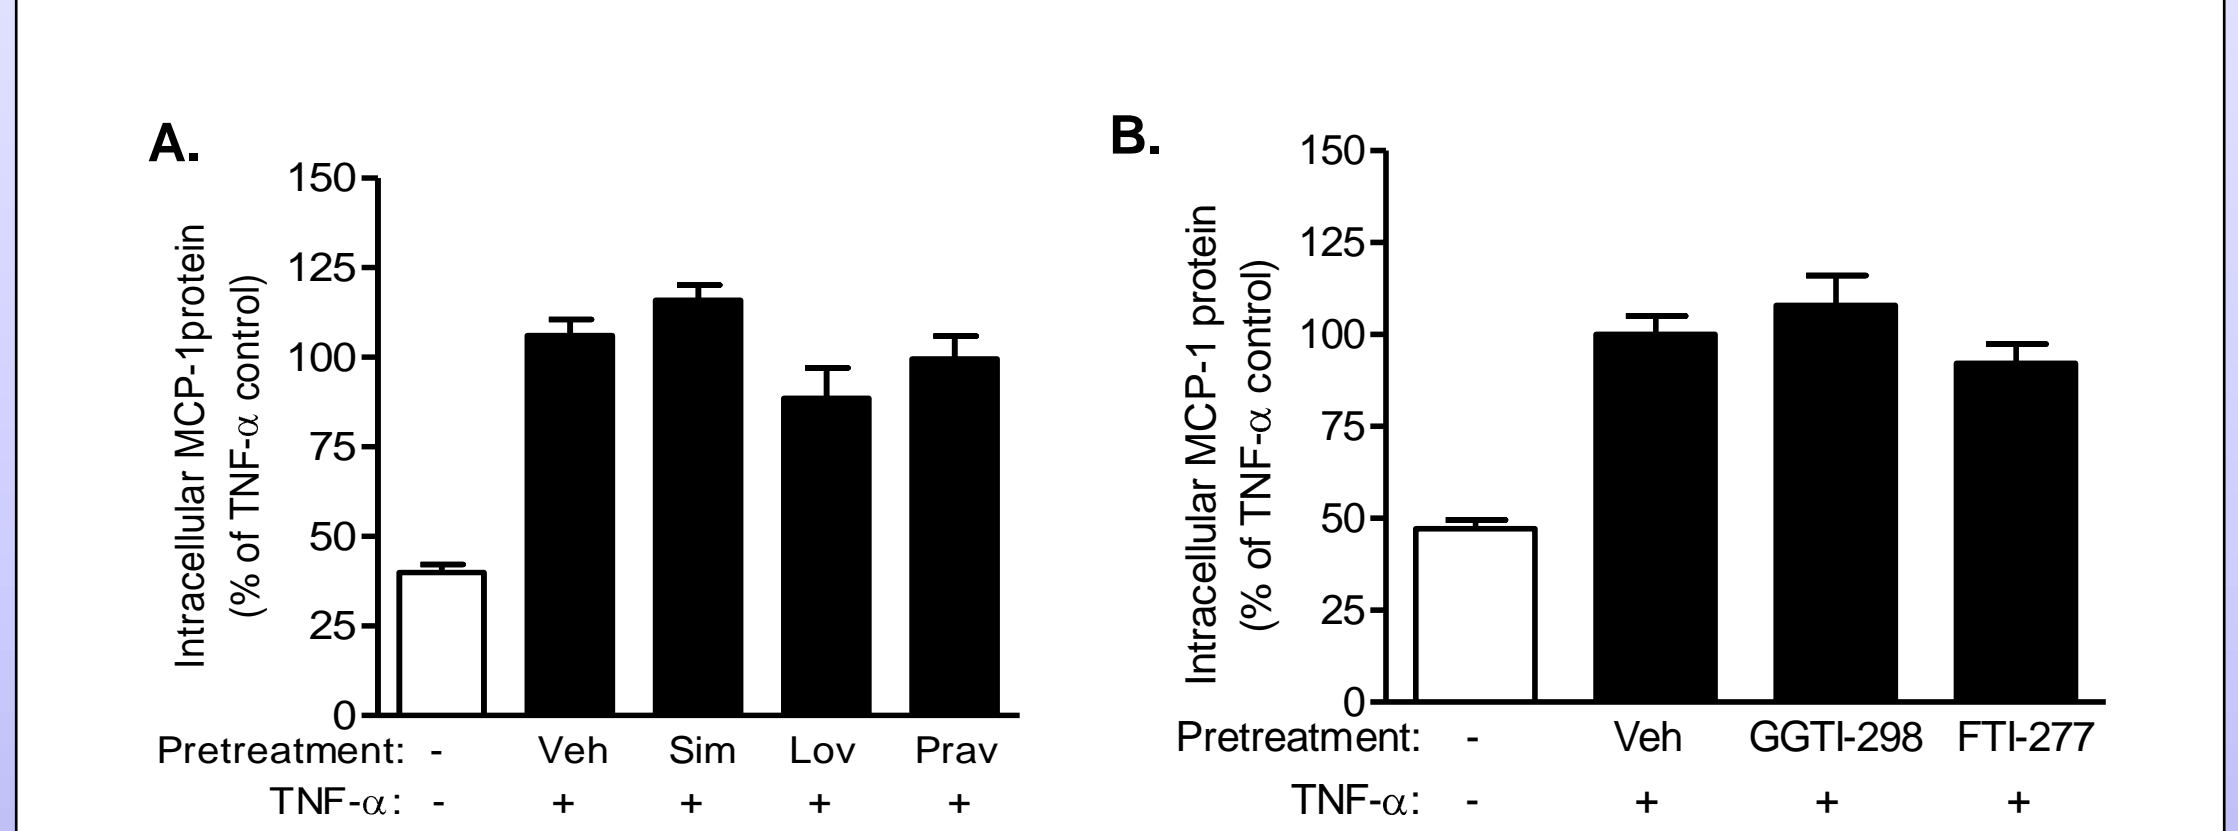 A.
Intracellular MCP-1protein
(% of TNF-α control)
150
125
100
75
50
25
0
Pretreatment: - Veh Sim Lov Prav
TNF-α: - + + + +
B.
Intracellular MCP-1 protein
(% of TNF-α control)
150
125
100
75
50
25
0
Pretreatment: - Veh GGTI-298 FTI-277
TNF-α: - + + +